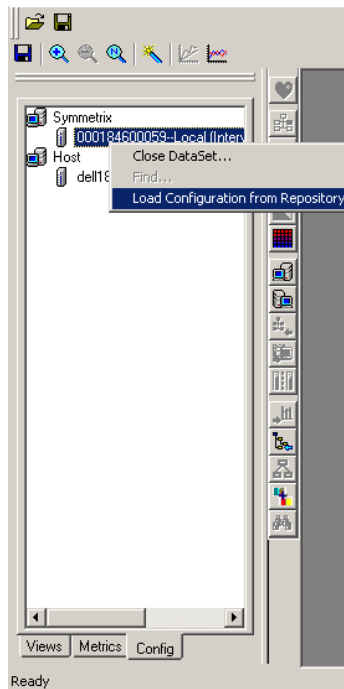 Symmetrix
000184600059--Local (Interv
Host
dell18
Close DataSet...
Find...
Load Configuration from Repository
Views
Metrics
Config
Ready